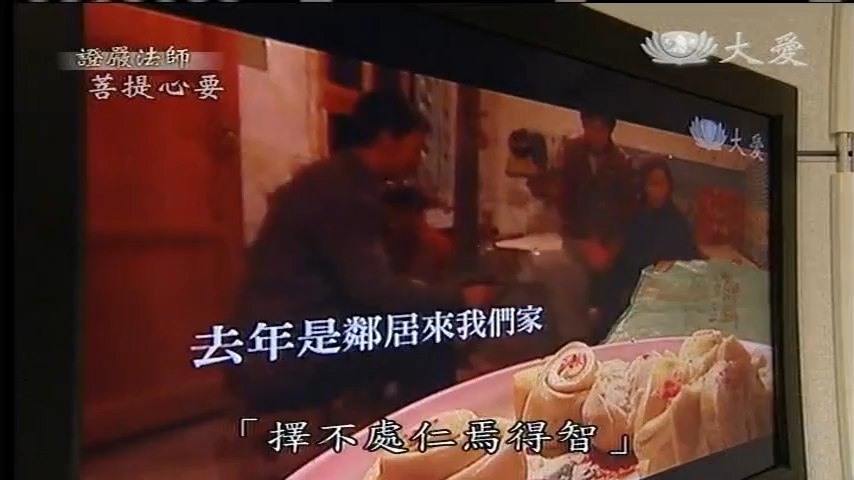 證嚴法師
菩提心要
大愛
大愛
去年是鄰居來我們家
「擇不處仁焉得智」